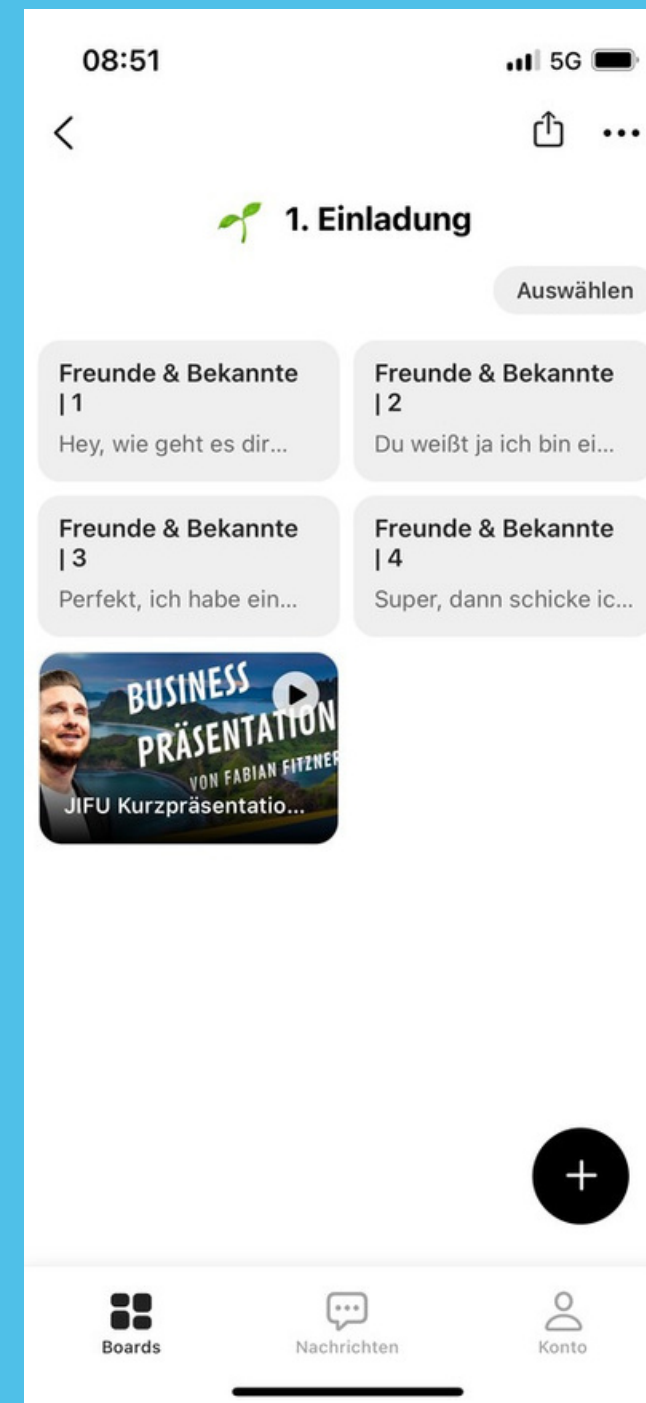 08:51
5G
1. Einladung
Auswählen
Freunde & Bekannte
| 1
Hey, wie geht es dir...
Freunde & Bekannte
| 2
Du weißt ja ich bin ei...
Freunde & Bekannte
| 3
Perfekt, ich habe ein...
Freunde & Bekannte
| 4
Super, dann schicke ic...
BUSINESS
PRÄSENTATION
VON FABIAN FITZNER
JIFU Kurzpräsentatio...
Boards
Nachrichten
Konto